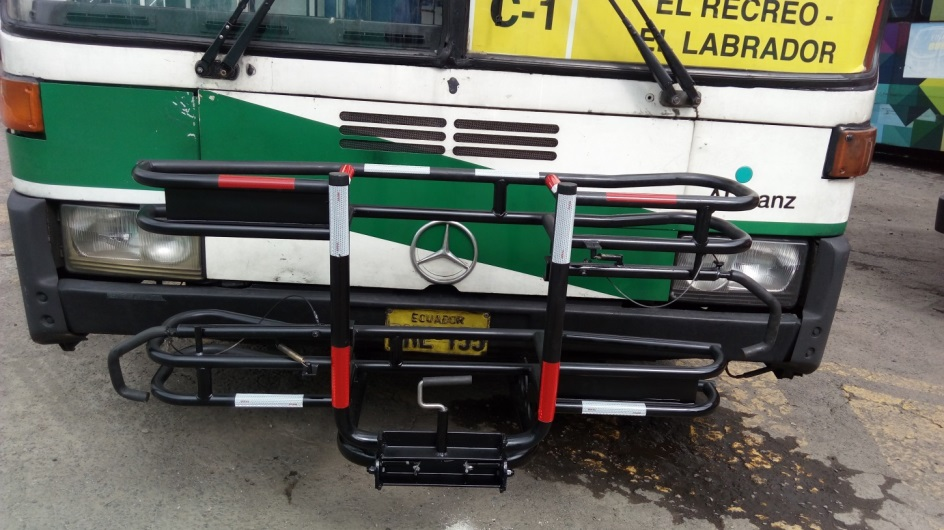 C-1
EL RECREO -
EL LABRADOR
ECUADOR